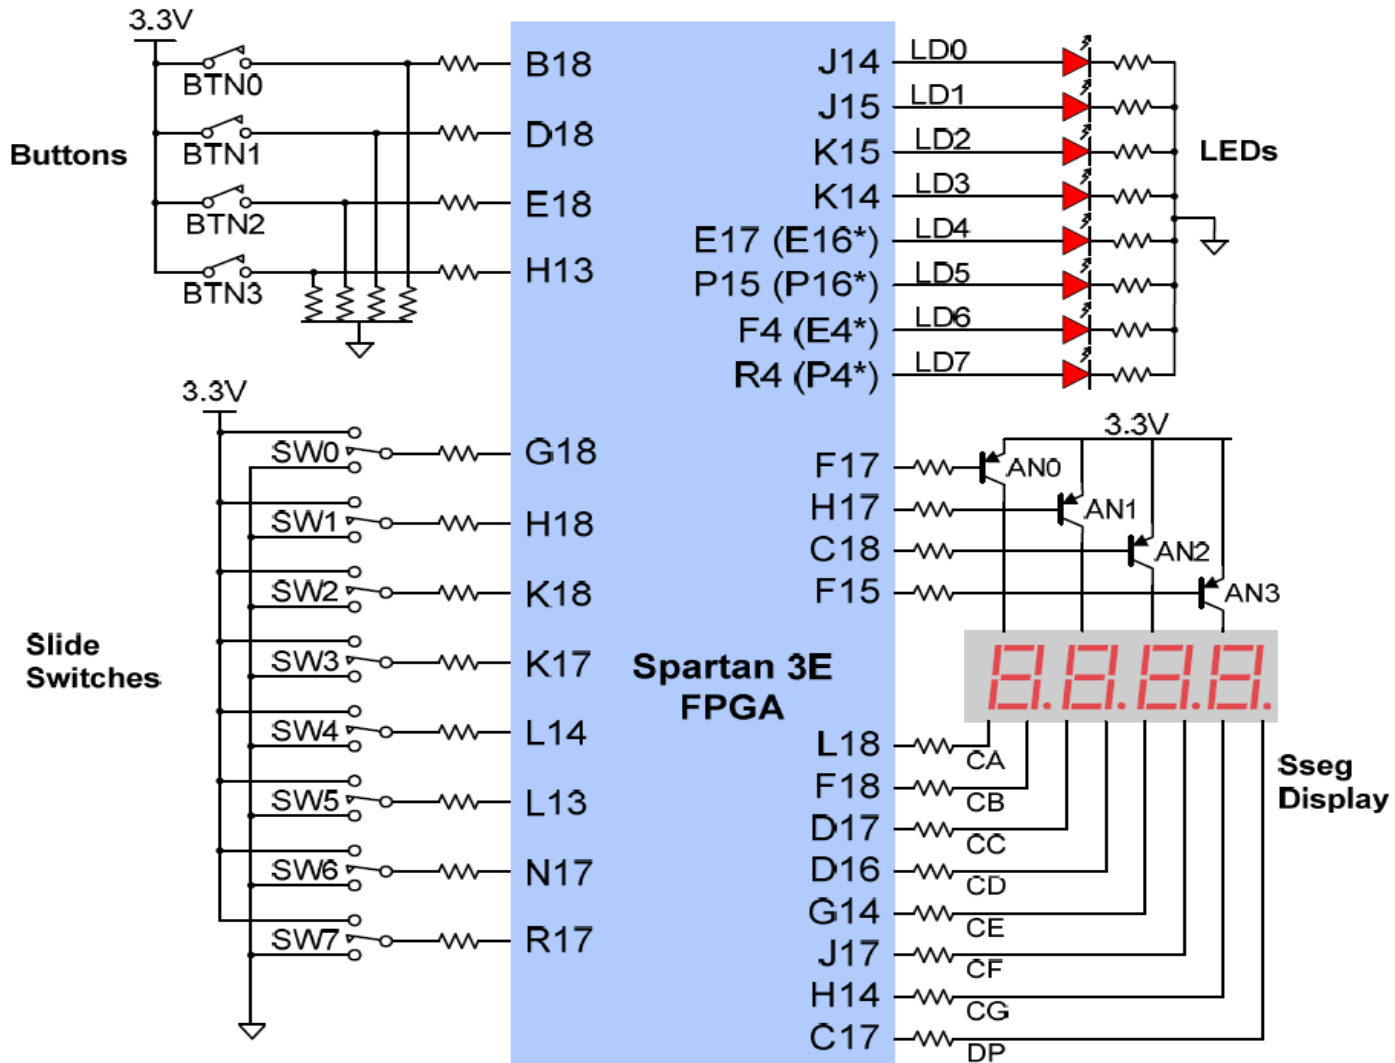 3.3V
BTN0
BTN1
BTN2
BTN3
Buttons
B18
D18
E18
H13
J14
J15
K15
K14
E17 (E16*)
P15 (P16*)
F4 (E4*)
R4 (P4*)
LD0
LD1
LD2
LD3
LD4
LD5
LD6
LD7
LEDs
3.3V
SW0
SW1
SW2
SW3
SW4
SW5
SW6
SW7
Slide
Switches
G18
H18
K18
K17
L14
L13
N17
R17
Spartan 3E
FPGA
3.3V
F17
H17
C18
F15
AN0
AN1
AN2
AN3
8.8.8.8.
L18
F18
D17
D16
G14
J17
H14
C17
CA
CB
CC
CD
CE
CF
CG
DP
Sseg
Display